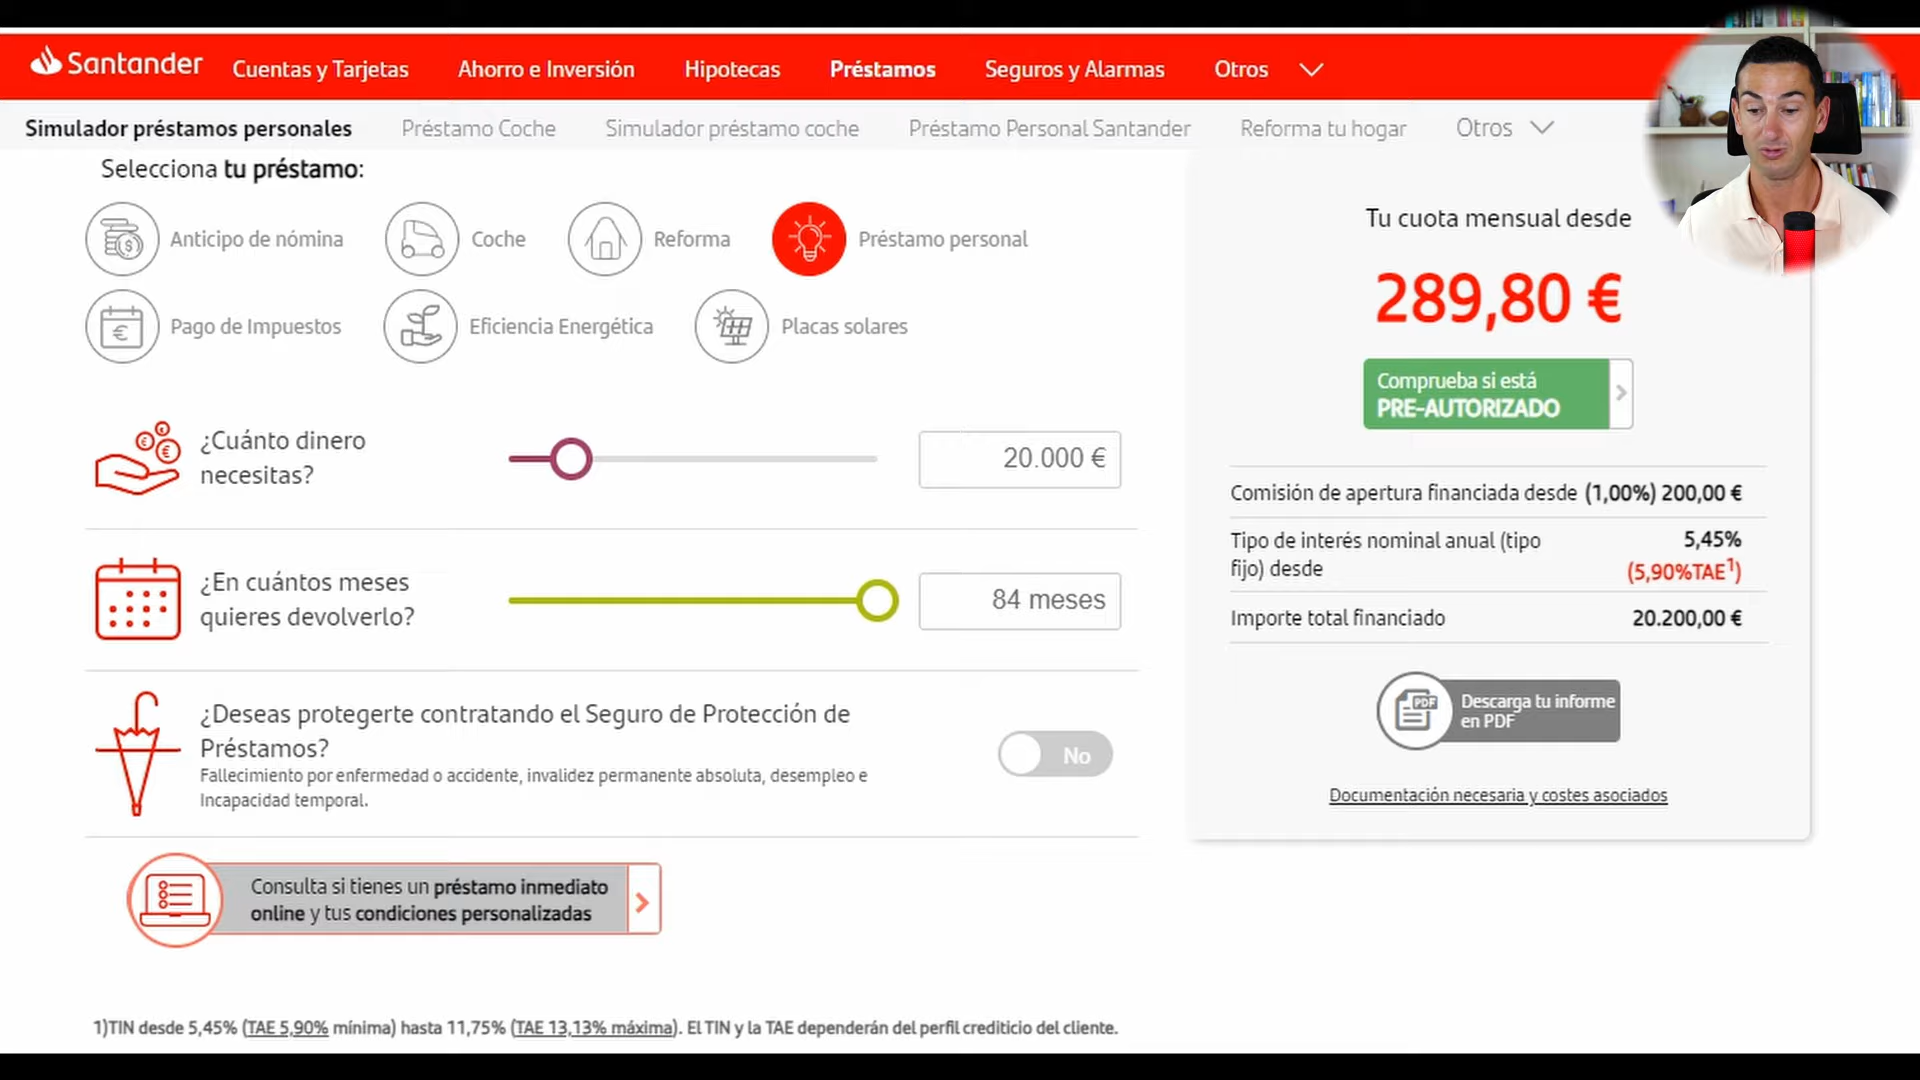 Santander
Cuentas y Tarjetas
Ahorro e Inversión
Hipotecas
Préstamos
Seguros y Alarmas
Otros
Simulador préstamos personales
Préstamo Coche
Simulador préstamo coche
Préstamo Personal Santander
Reforma tu hogar
Otros
Selecciona tu préstamo:
Anticipo de nómina
Coche
Reforma
Préstamo personal
Pago de Impuestos
Eficiencia Energética
Placas solares
¿Cuánto dinero
necesitas?
20.000 €
¿En cuántos meses
quieres devolverlo?
84 meses
¿Deseas protegerte contratando el Seguro de Protección de
Préstamos?
Fallecimiento por enfermedad o accidente, invalidez permanente absoluta, desempleo e
Incapacidad temporal.
No
Consulta si tienes un préstamo inmediato
online y tus condiciones personalizadas
Tu cuota mensual desde
289,80 €
Comprueba si está
PRE-AUTORIZADO
Comisión de apertura financiada desde (1,00%) 200,00 €
Tipo de interés nominal anual (tipo
fijo) desde
5,45%
(5,90%TAE1)
Importe total financiado 20.200,00 €
PDF
Descarga tu informe
en PDF
Documentación necesaria y costes asociados
1)TIN desde 5,45% (TAE 5,90% mínima) hasta 11,75% (TAE 13,13% máxima). El TIN y la TAE dependerán del perfil crediticio del cliente.